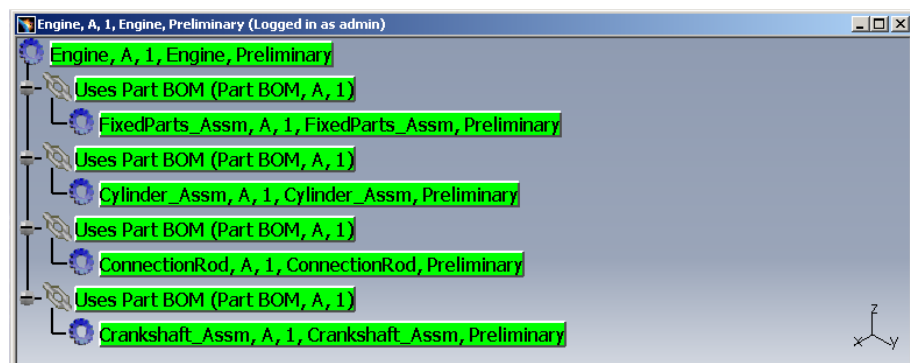 Engine, A, 1, Engine, Preliminary (Logged in as admin)
Engine, A, 1, Engine, Preliminary
Uses Part BOM (Part BOM, A, 1)
FixedParts_Assm, A, 1, FixedParts_Assm, Preliminary
Uses Part BOM (Part BOM, A, 1)
Cylinder_Assm, A, 1, Cylinder_Assm, Preliminary
Uses Part BOM (Part BOM, A, 1)
ConnectionRod, A, 1, ConnectionRod, Preliminary
Uses Part BOM (Part BOM, A, 1)
Crankshaft_Assm, A, 1, Crankshaft_Assm, Preliminary
z
x y